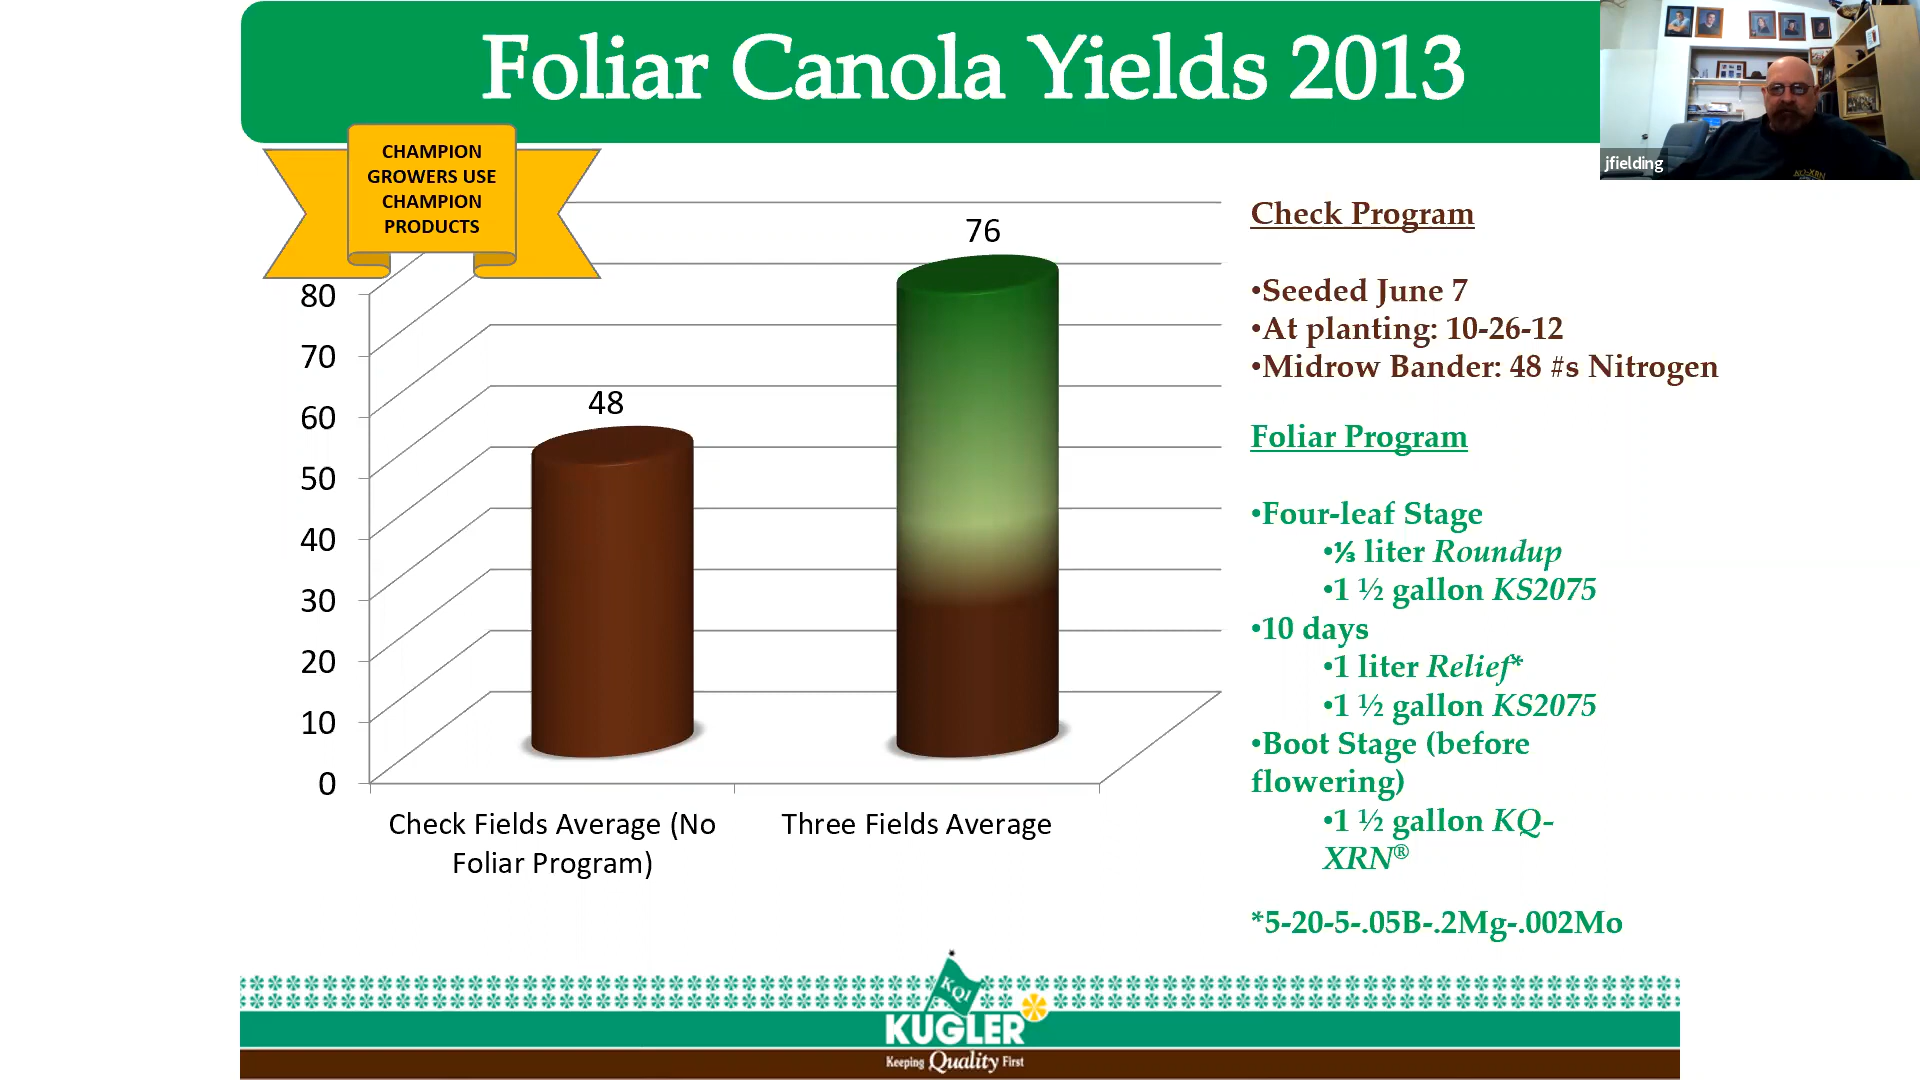 Foliar Canola Yields 2013
jfielding
CHAMPION
GROWERS USE
CHAMPION
PRODUCTS
80
70
60
50
40
30
20
10
0
48
76
Check Fields Average (No
Foliar Program)
Three Fields Average
Check Program
•Seeded June 7
•At planting: 10-26-12
•Midrow Bander: 48 #s Nitrogen
Foliar Program
•Four-leaf Stage
•⅓ liter Roundup
•1 ½ gallon KS2075
•10 days
•1 liter Relief*
•1 ½ gallon KS2075
•Boot Stage (before
flowering)
•1 ½ gallon KQ-
XRN®
*5-20-5-.05B-.2Mg-.002Mo
KQI
KUGLER
Keeping Quality First